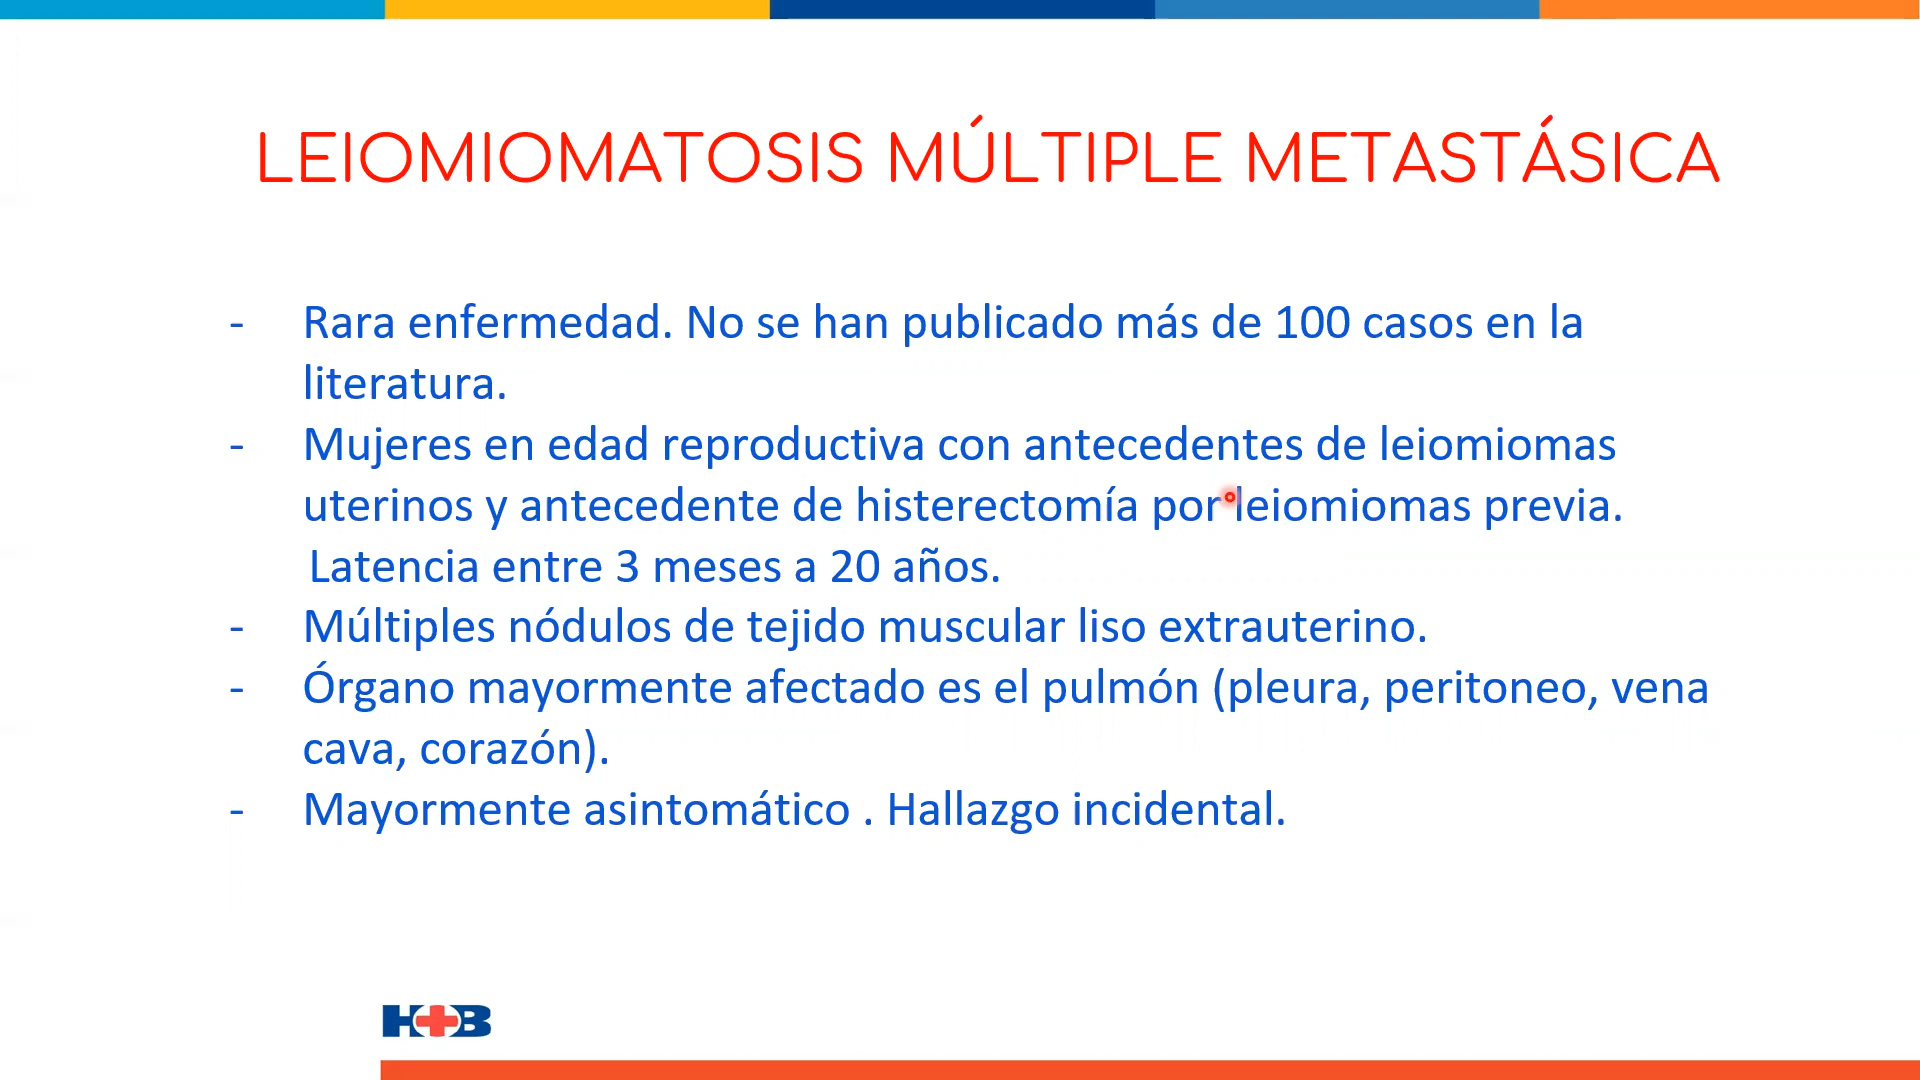 LEIOMIOMATOSIS MÚLTIPLE METASTÁSICA
- Rara enfermedad. No se han publicado más de 100 casos en la
literatura.
- Mujeres en edad reproductiva con antecedentes de leiomiomas
uterinos y antecedente de histerectomía por leiomiomas previa.
Latencia entre 3 meses a 20 años.
- Múltiples nódulos de tejido muscular liso extrauterino.
- Órgano mayormente afectado es el pulmón (pleura, peritoneo, vena
cava, corazón).
- Mayormente asintomático . Hallazgo incidental.
HB